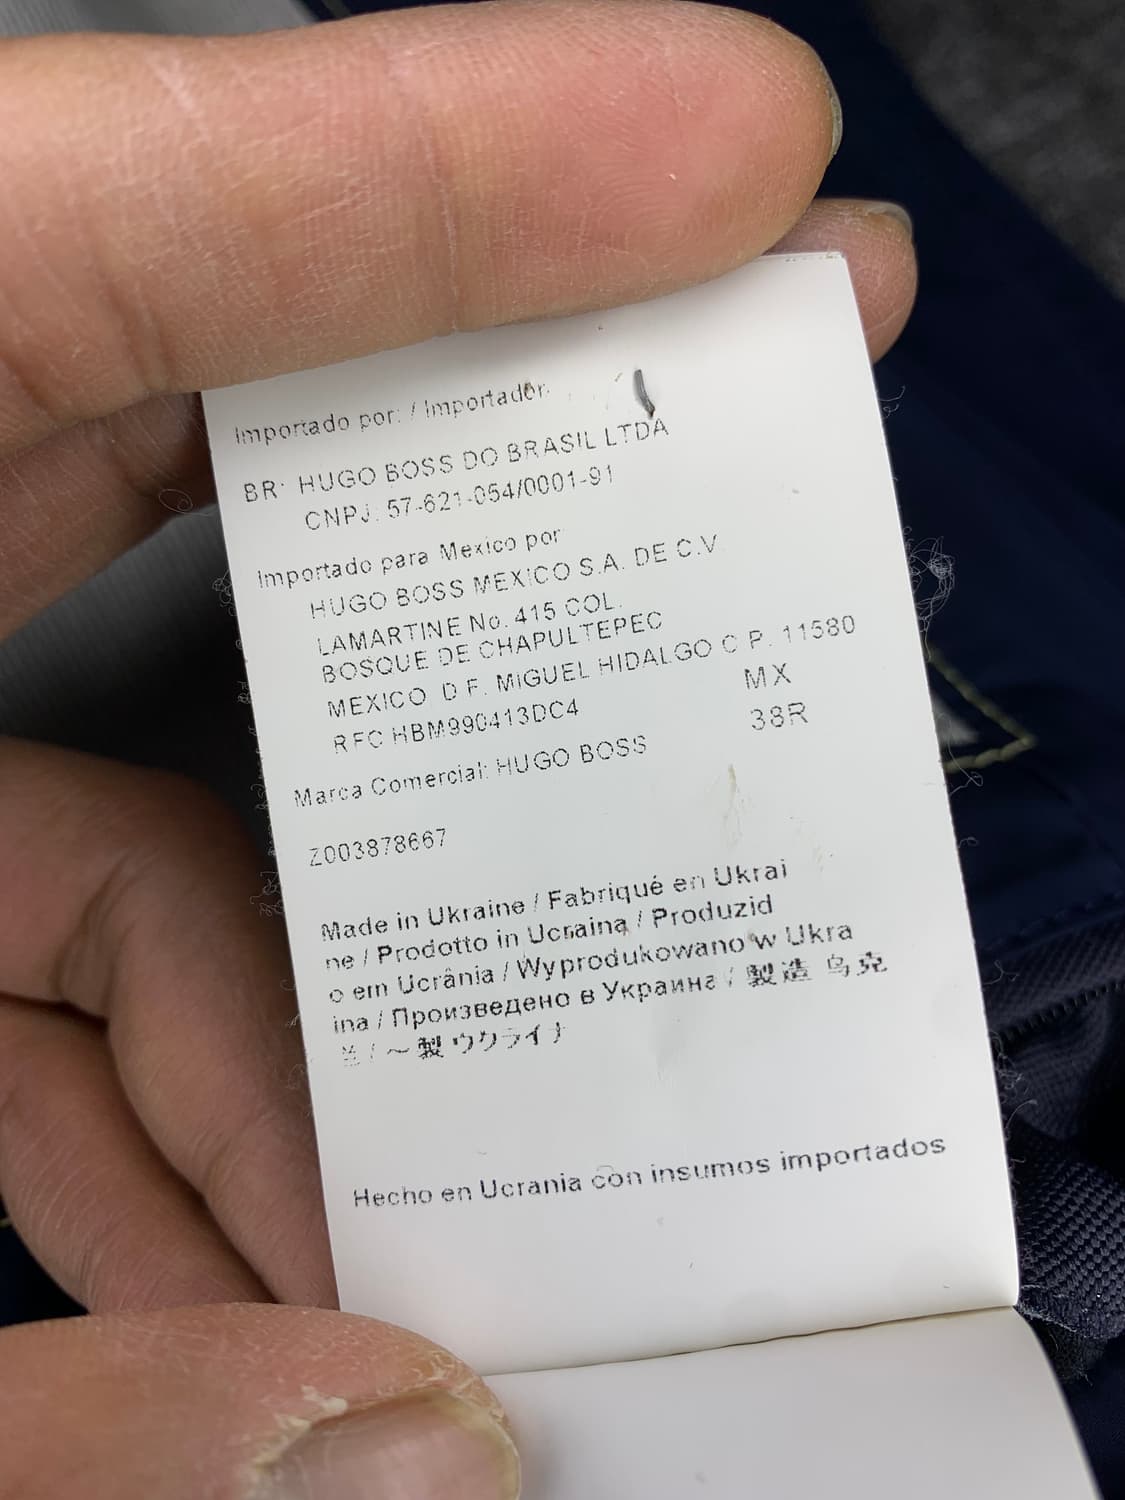 Importado por: / Importador:
BR: HUGO BOSS DO BRASIL LTDA
CNPJ: 57-621-054/0001-91
Importado para Mexico por
HUGO BOSS MEXICO S.A. DE C.V
LAMARTINE No. 415 COL.
BOSQUE DE CHAPULTEPEC
MEXICO D F. MIGUEL HIDALGO C P. 11580
RFC HBM990413DC4 MX
Marca Comercial: HUGO BOSS 38R
Z003878667
Made in Ukraine / Fabriqué en Ukrai
ne / Prodotto in Ucraina / Produzid
o em Ucrânia / Wyprodukowano w Ukra
ina / Произведено в Украина / 製造 乌克
兰 / ～製 ウクライナ
Hecho en Ucrania con insumos importados